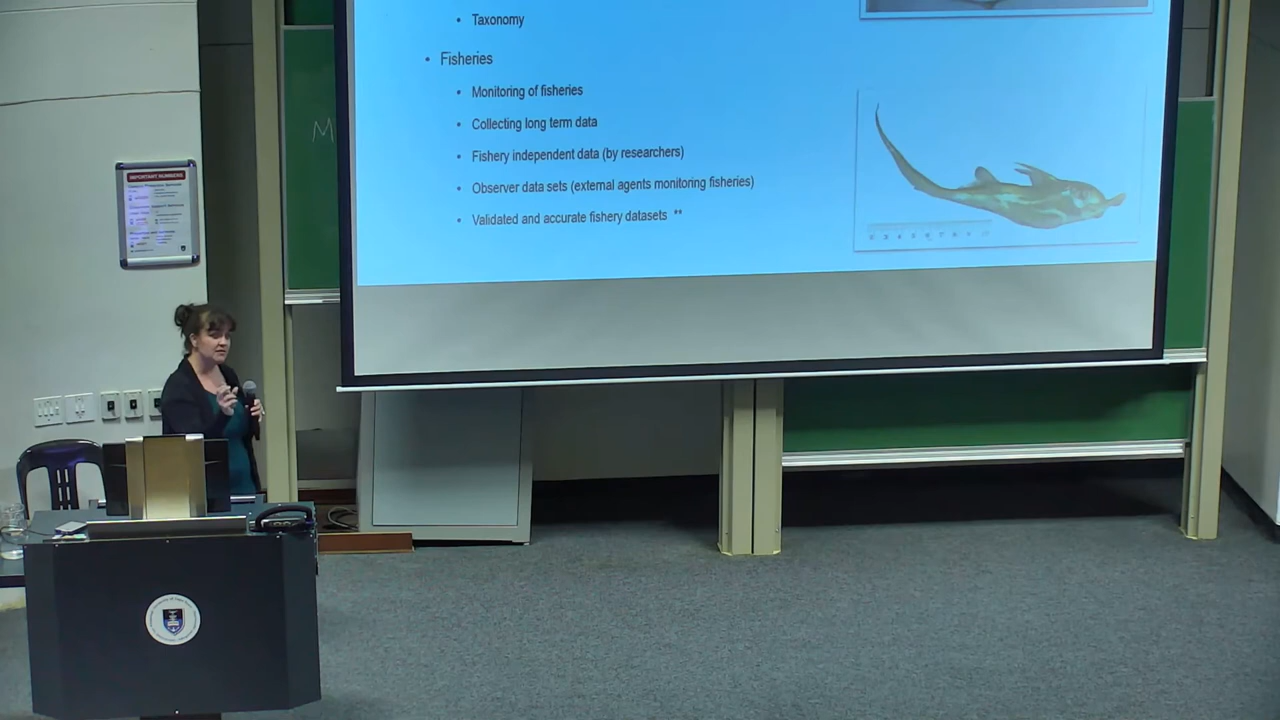 • Taxonomy
• Fisheries
• Monitoring of fisheries
• Collecting long term data
• Fishery independent data (by researchers)
• Observer data sets (external agents monitoring fisheries)
• Validated and accurate fishery datasets **
M
IMPORTANT NUMBERS